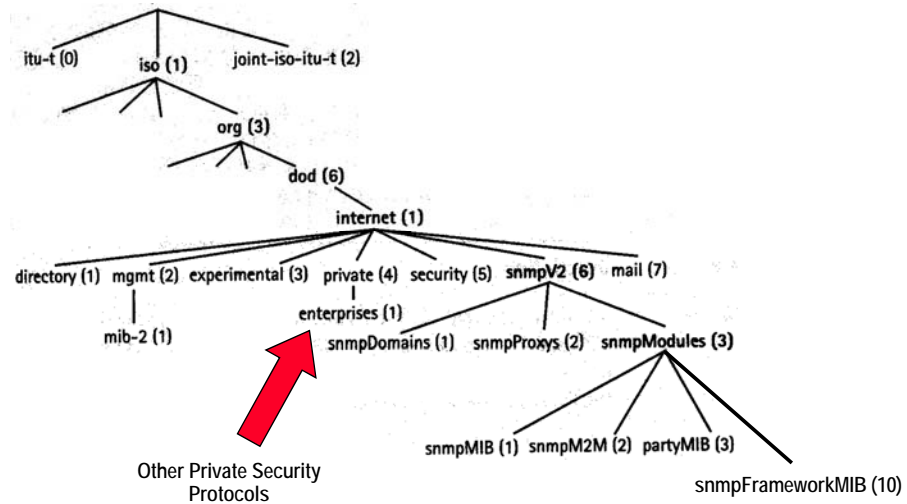 itu-t (0)
iso (1)
joint-iso-itu-t (2)
org (3)
dod (6)
internet (1)
directory (1)
mgmt (2)
experimental (3)
private (4)
security (5)
snmpV2 (6)
mail (7)
mib-2 (1)
enterprises (1)
snmpDomains (1)
snmpProxys (2)
snmpModules (3)
snmpMIB (1)
snmpM2M (2)
partyMIB (3)
snmpFrameworkMIB (10)
Other Private Security
Protocols